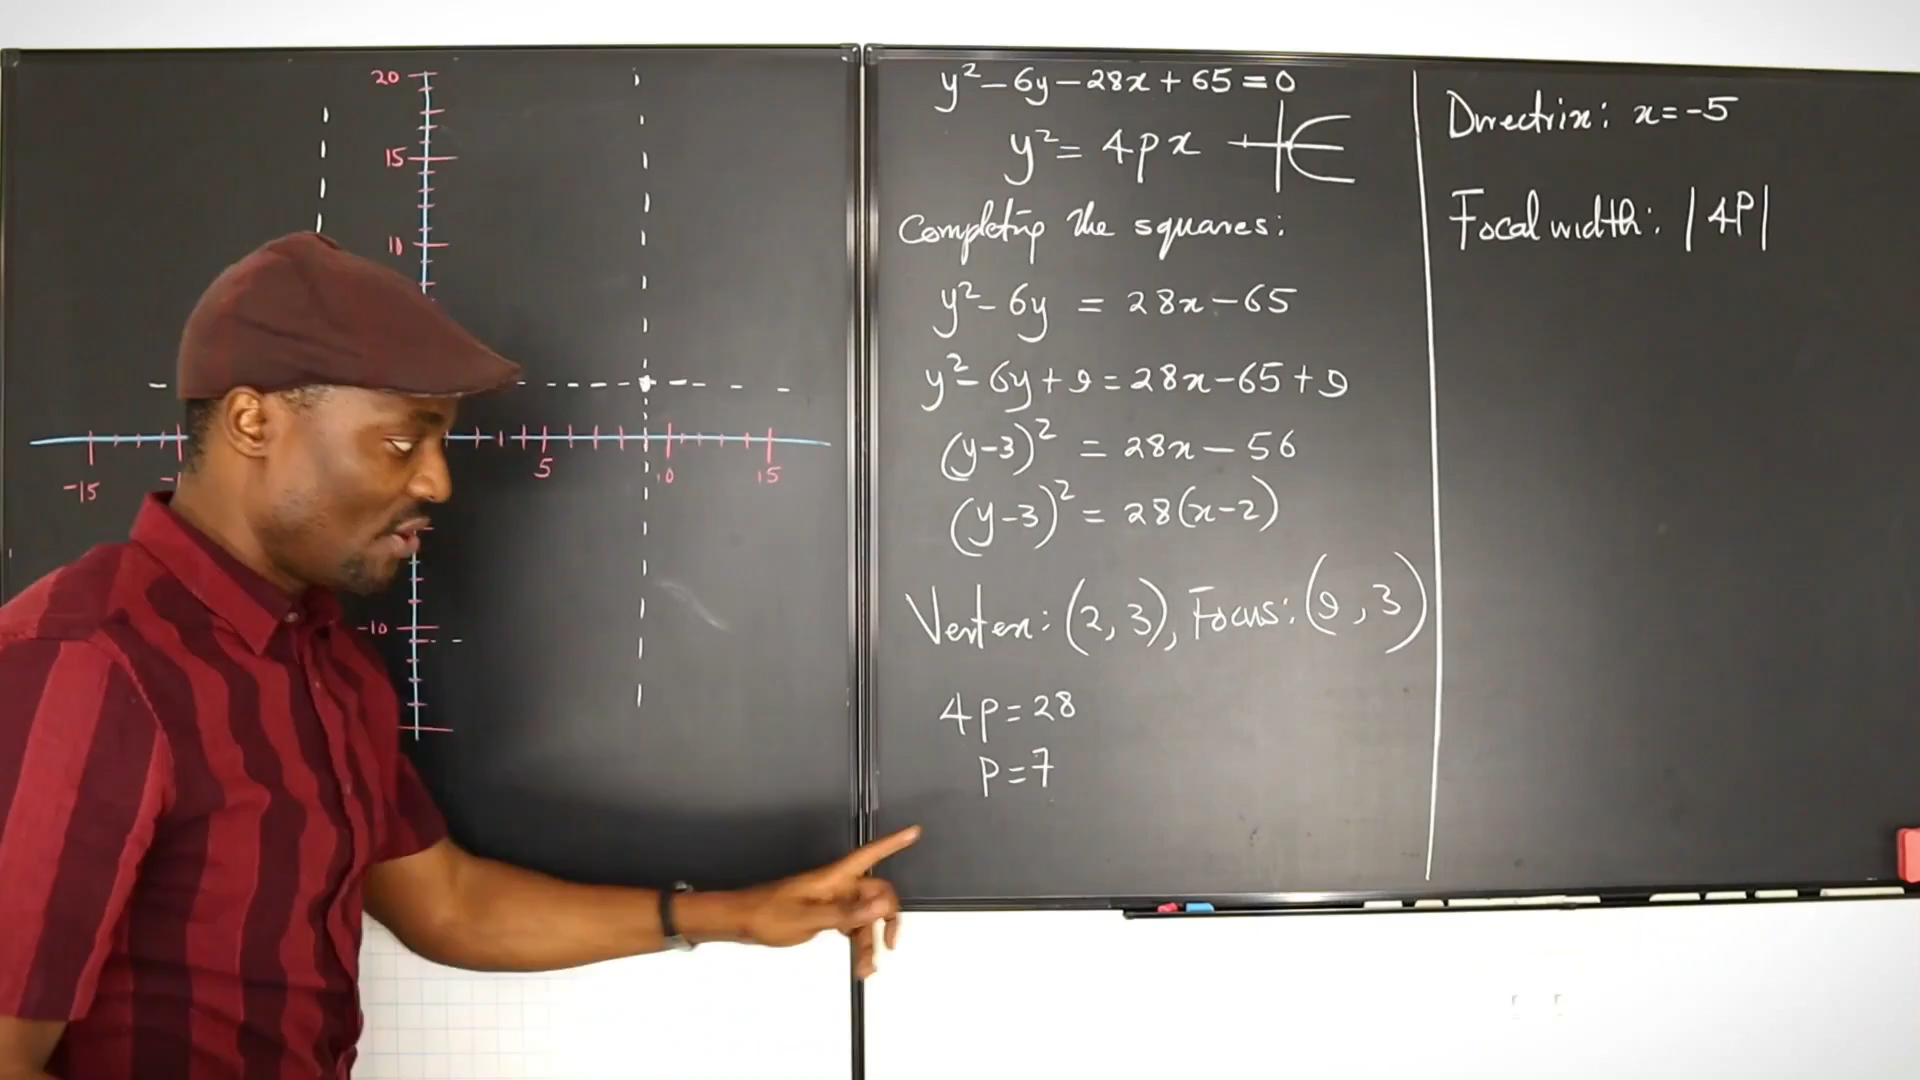 20
15
10
5
10
15
-15
-1
-10
y² - 6y - 28x + 65 = 0
y² = 4px
Completing the squares:
y² - 6y = 28x - 65
y² - 6y + 9 = 28x - 65 + 9
(y-3)² = 28x - 56
(y-3)² = 28(x-2)
Vertex: (2, 3), Focus: (9, 3)
4p = 28
P = 7
Directrix: x = -5
Focal width: |4P|